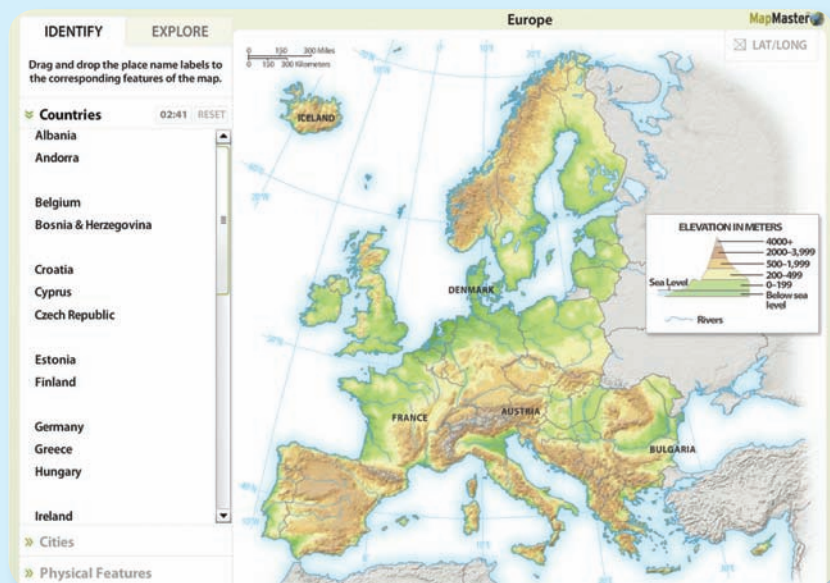 IDENTIFY
EXPLORE
Drag and drop the place name labels to
the corresponding features of the map.
Countries
02:41
RESET
Albania
Andorra
Belgium
Bosnia & Herzegovina
Croatia
Cyprus
Czech Republic
Estonia
Finland
Germany
Greece
Hungary
Ireland
» Cities
» Physical Features
Europe
MapMaster
LAT/LONG
0 150 300 Miles
0 150 300 Kilometers
ICELAND
DENMARK
FRANCE
AUSTRIA
BULGARIA
ELEVATION IN METERS
4000+
2000–3,999
500–1,999
200–499
0–199
Below sea
level
Sea Level
Rivers